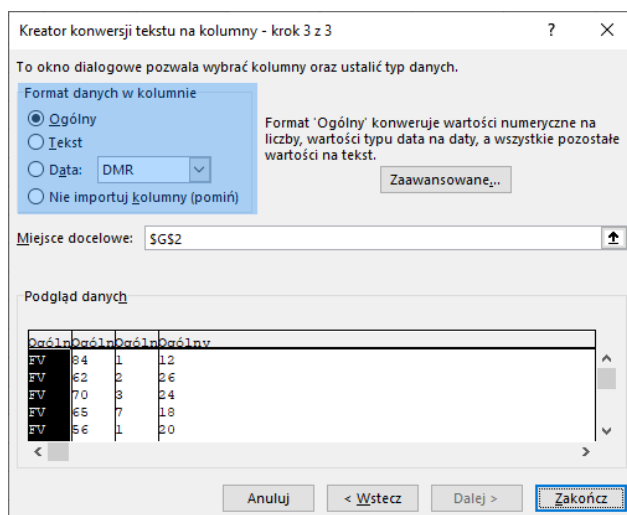 Kreator konwersji tekstu na kolumny - krok 3 z 3 ? ×
To okno dialogowe pozwala wybrać kolumny oraz ustalić typ danych.
Format danych w kolumnie
Ogólny
Tekst
Data: DMR
Nie importuj kolumny (pomiń)
Format 'Ogólny' konweruje wartości numeryczne na
liczby, wartości typu data na daty, a wszystkie pozostałe
wartości na tekst.
Zaawansowane...
Miejsce docelowe: $G$2
Podgląd danych
Ogóln Ogóln Ogóln Ogólny
FV 84 1 12
FV 62 2 26
FV 70 3 24
FV 65 7 18
FV 56 1 20
Anuluj < Wstecz Dalej > Zakończ